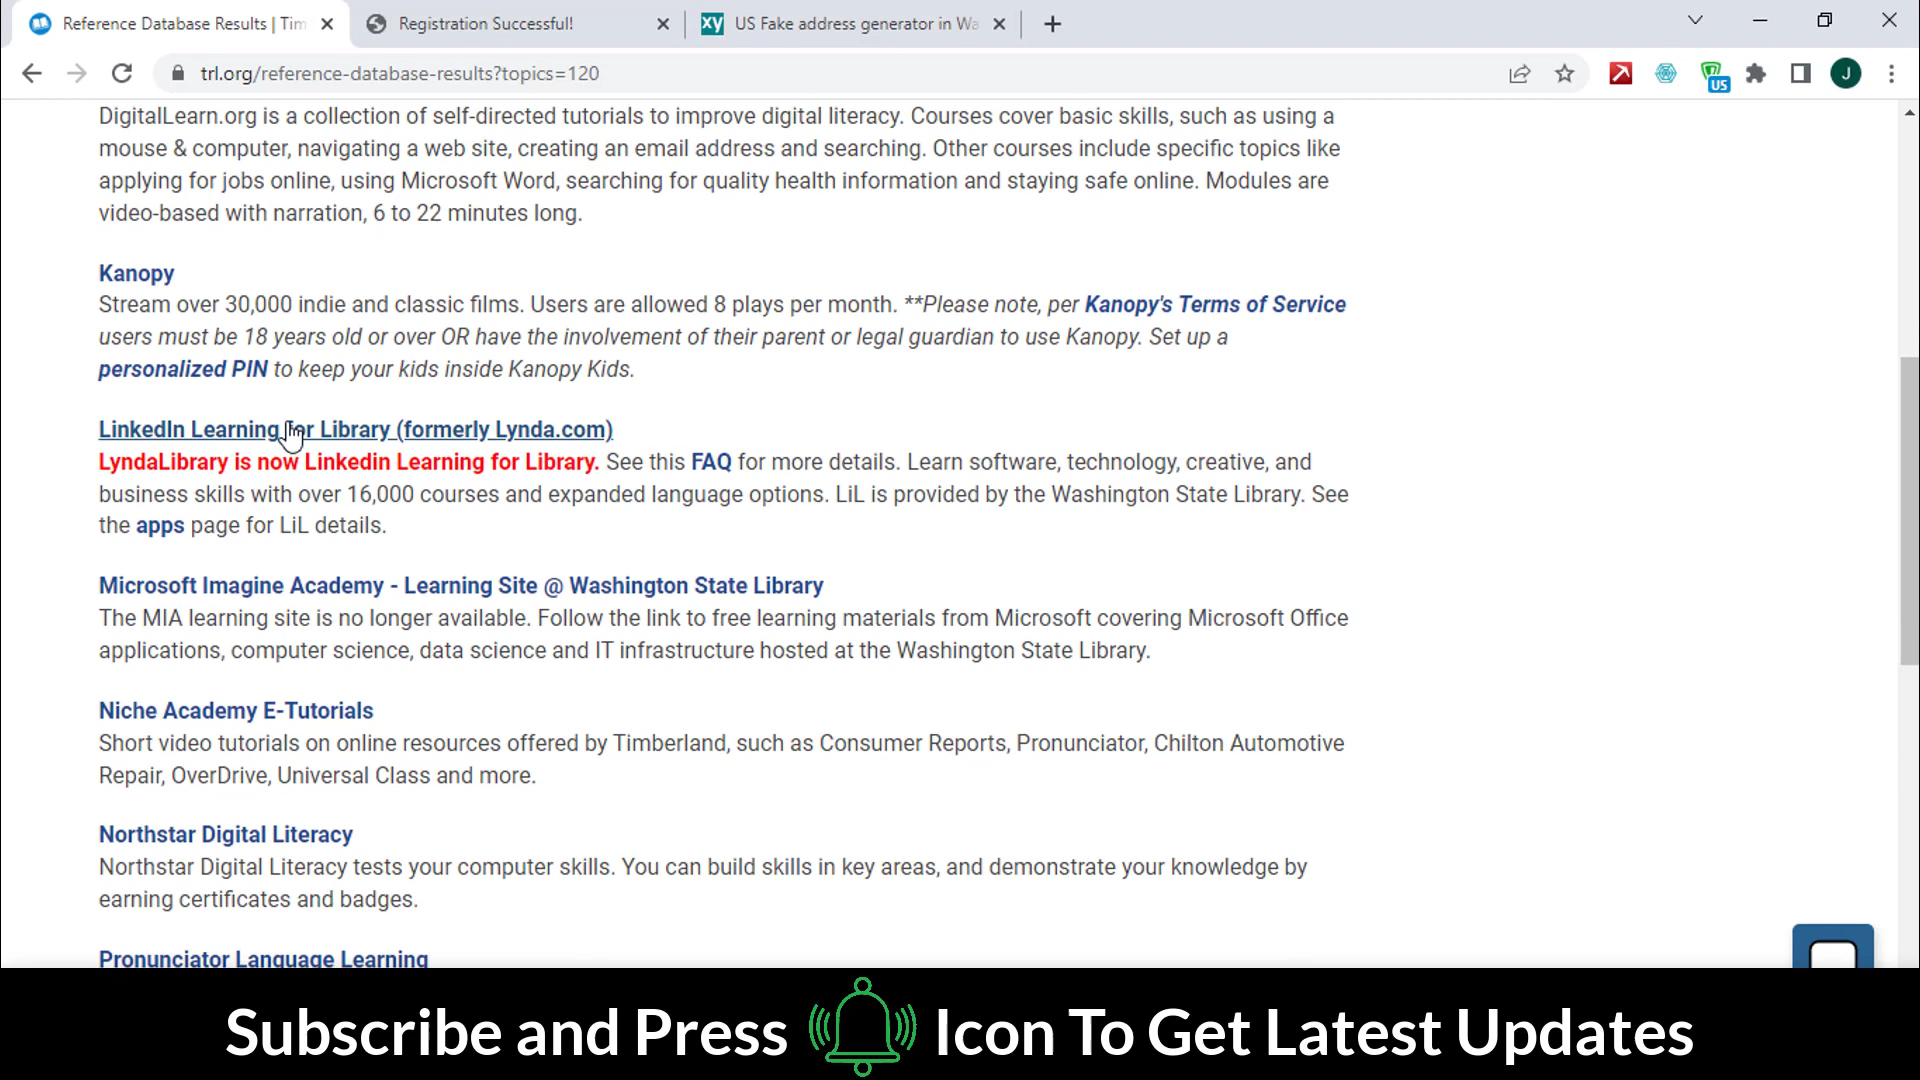 Reference Database Results | Tim
Registration Successful!
xy US Fake address generator in Wa
trl.org/reference-database-results?topics=120
US
J
DigitalLearn.org is a collection of self-directed tutorials to improve digital literacy. Courses cover basic skills, such as using a
mouse & computer, navigating a web site, creating an email address and searching. Other courses include specific topics like
applying for jobs online, using Microsoft Word, searching for quality health information and staying safe online. Modules are
video-based with narration, 6 to 22 minutes long.
Kanopy
Stream over 30,000 indie and classic films. Users are allowed 8 plays per month. **Please note, per Kanopy's Terms of Service
users must be 18 years old or over OR have the involvement of their parent or legal guardian to use Kanopy. Set up a
personalized PIN to keep your kids inside Kanopy Kids.
LinkedIn Learning for Library (formerly Lynda.com)
LyndaLibrary is now Linkedin Learning for Library. See this FAQ for more details. Learn software, technology, creative, and
business skills with over 16,000 courses and expanded language options. LiL is provided by the Washington State Library. See
the apps page for LiL details.
Microsoft Imagine Academy - Learning Site @ Washington State Library
The MIA learning site is no longer available. Follow the link to free learning materials from Microsoft covering Microsoft Office
applications, computer science, data science and IT infrastructure hosted at the Washington State Library.
Niche Academy E-Tutorials
Short video tutorials on online resources offered by Timberland, such as Consumer Reports, Pronunciator, Chilton Automotive
Repair, OverDrive, Universal Class and more.
Northstar Digital Literacy
Northstar Digital Literacy tests your computer skills. You can build skills in key areas, and demonstrate your knowledge by
earning certificates and badges.
Pronunciator Language Learning
Subscribe and Press Icon To Get Latest Updates